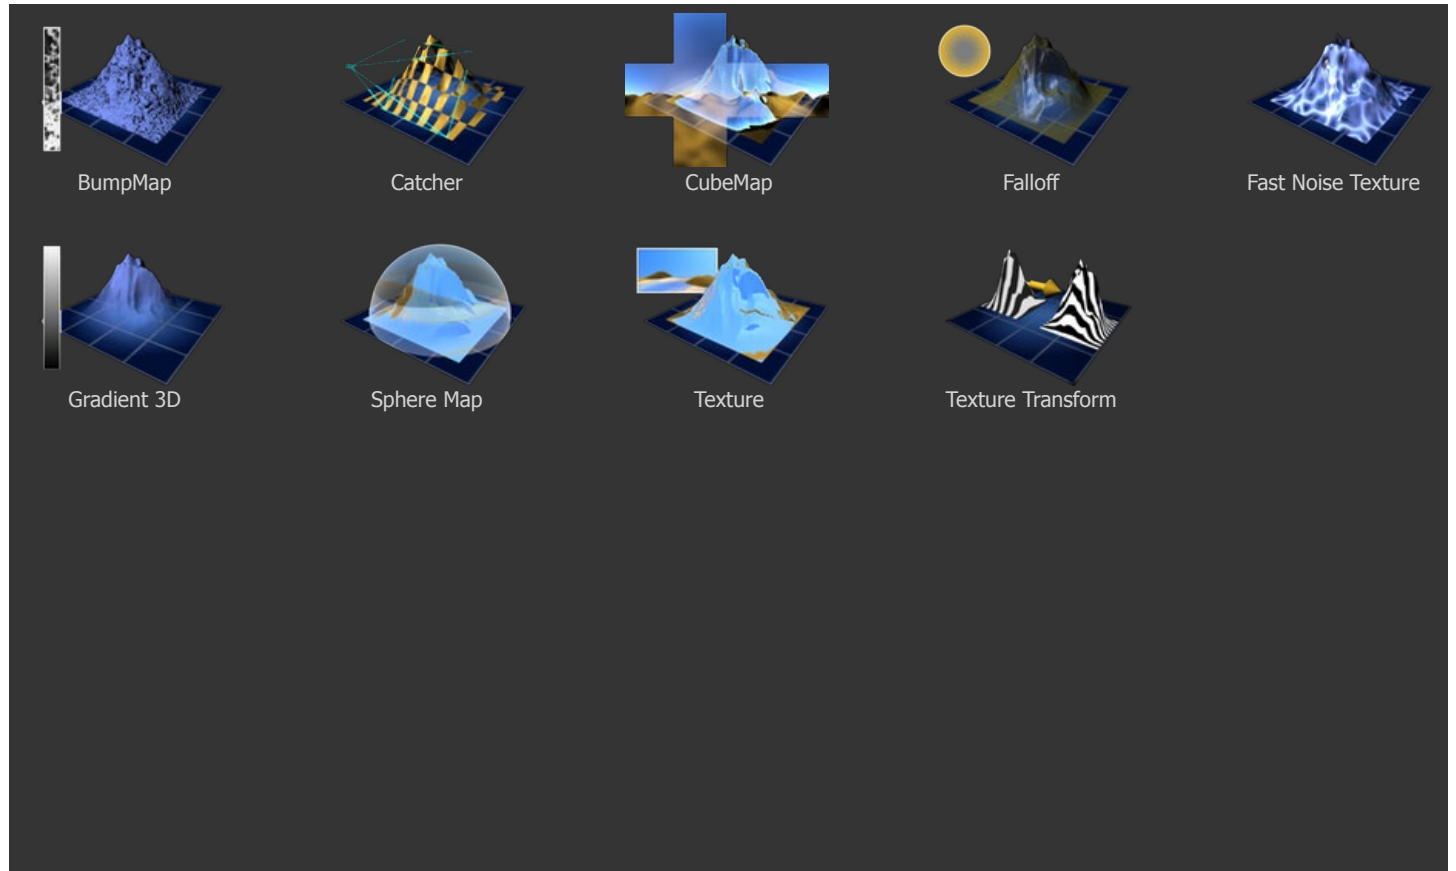 BumpMap
Catcher
CubeMap
Falloff
Fast Noise Texture
Gradient 3D
Sphere Map
Texture
Texture Transform